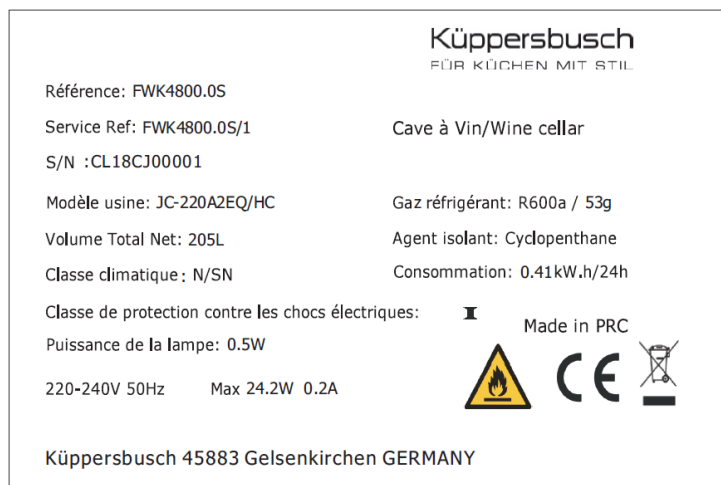 Küppersbusch
FÜR KÜCHEN MIT STIL
Référence: FWK4800.0S
Service Ref: FWK4800.0S/1
Cave à Vin/Wine cellar
S/N :CL18CJ00001
Modèle usine: JC-220A2EQ/HC
Gaz réfrigérant: R600a / 53g
Volume Total Net: 205L
Agent isolant: Cyclopenthane
Classe climatique: N/SN
Consommation: 0.41kW.h/24h
Classe de protection contre les chocs électriques: I
Made in PRC
Puissance de la lampe: 0.5W
220-240V 50Hz Max 24.2W 0.2A
CE
Küppersbusch 45883 Gelsenkirchen GERMANY